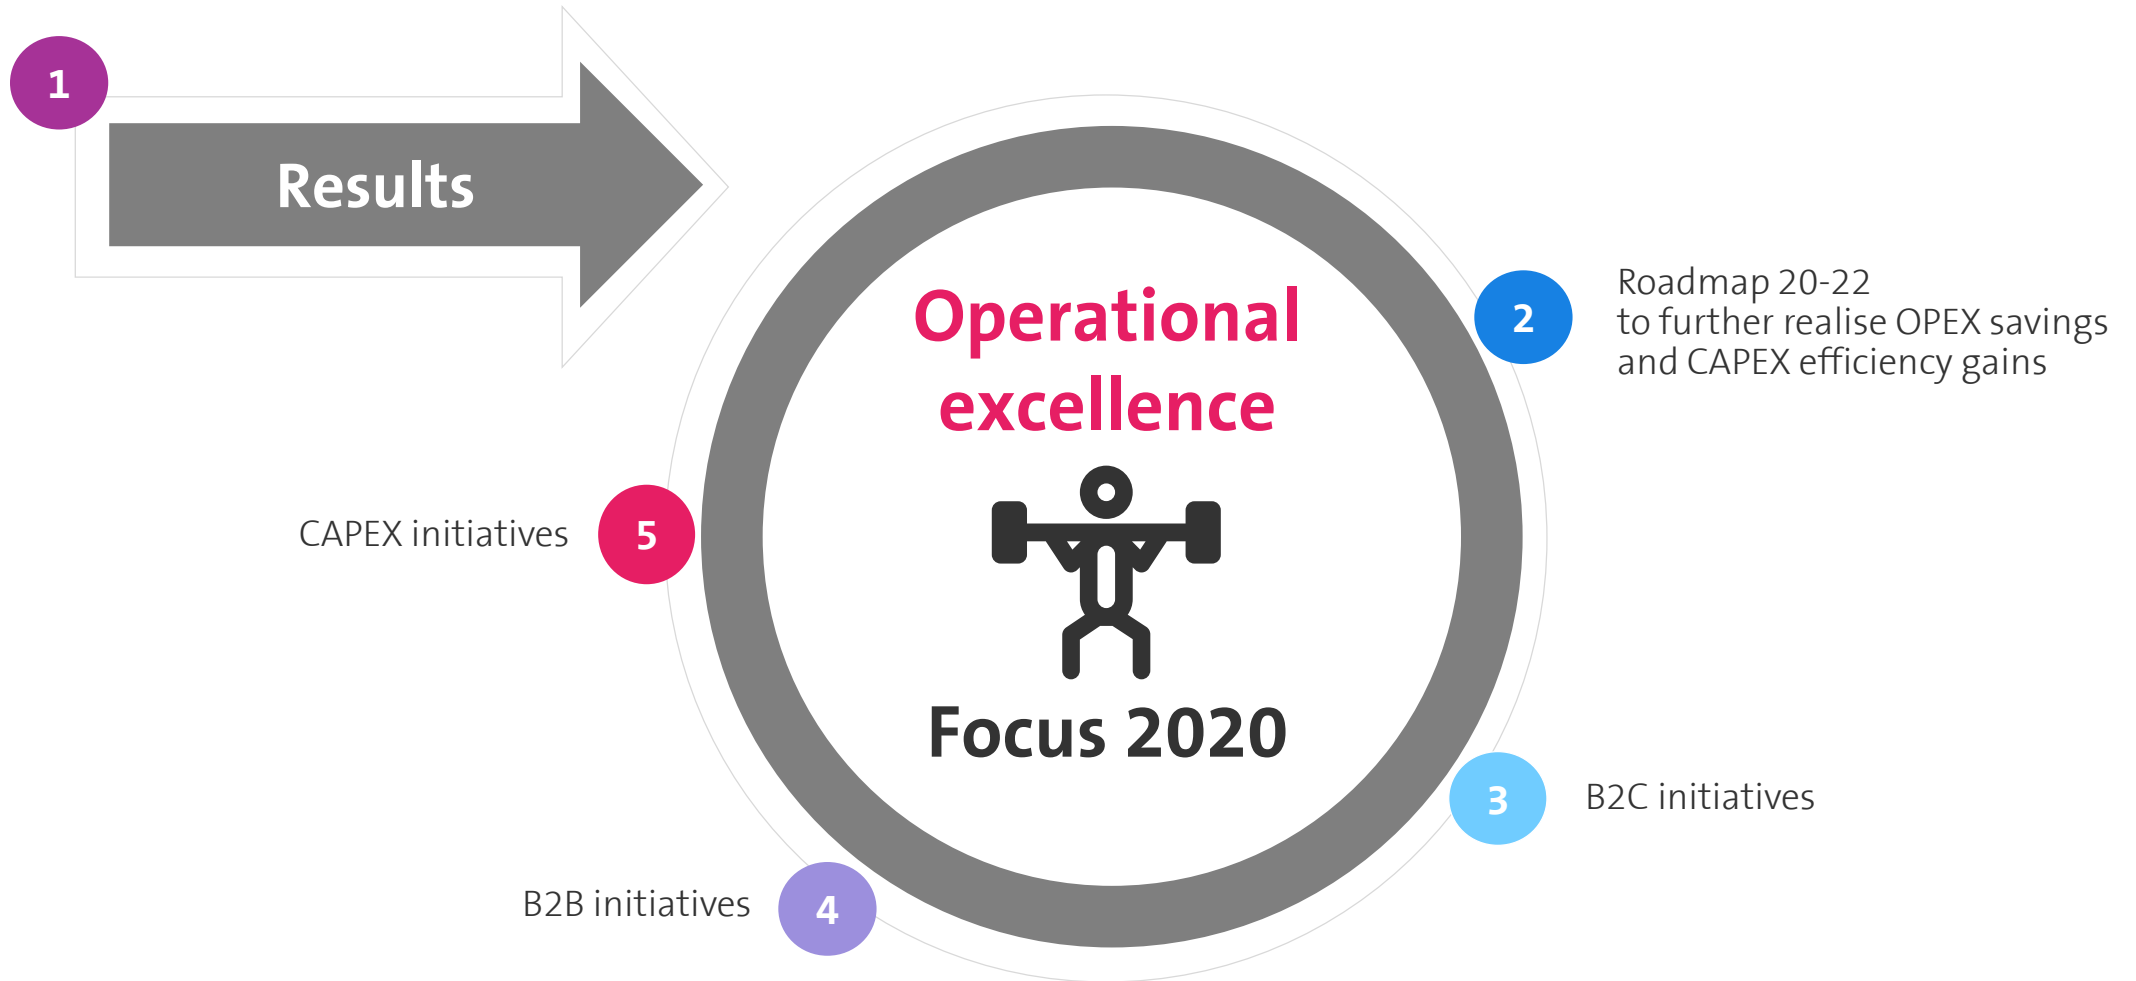 1
Results
Operational
excellence
Focus 2020
2
Roadmap 20-22
to further realise OPEX savings
and CAPEX efficiency gains
3
B2C initiatives
4
B2B initiatives
5
CAPEX initiatives